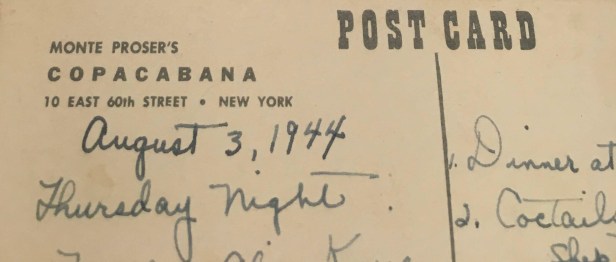 POST CARD
MONTE PROSER'S
COPACABANA
10 EAST 60th STREET • NEW YORK
August 3, 1944
Thursday Night
1. Dinner at
2. Coctails